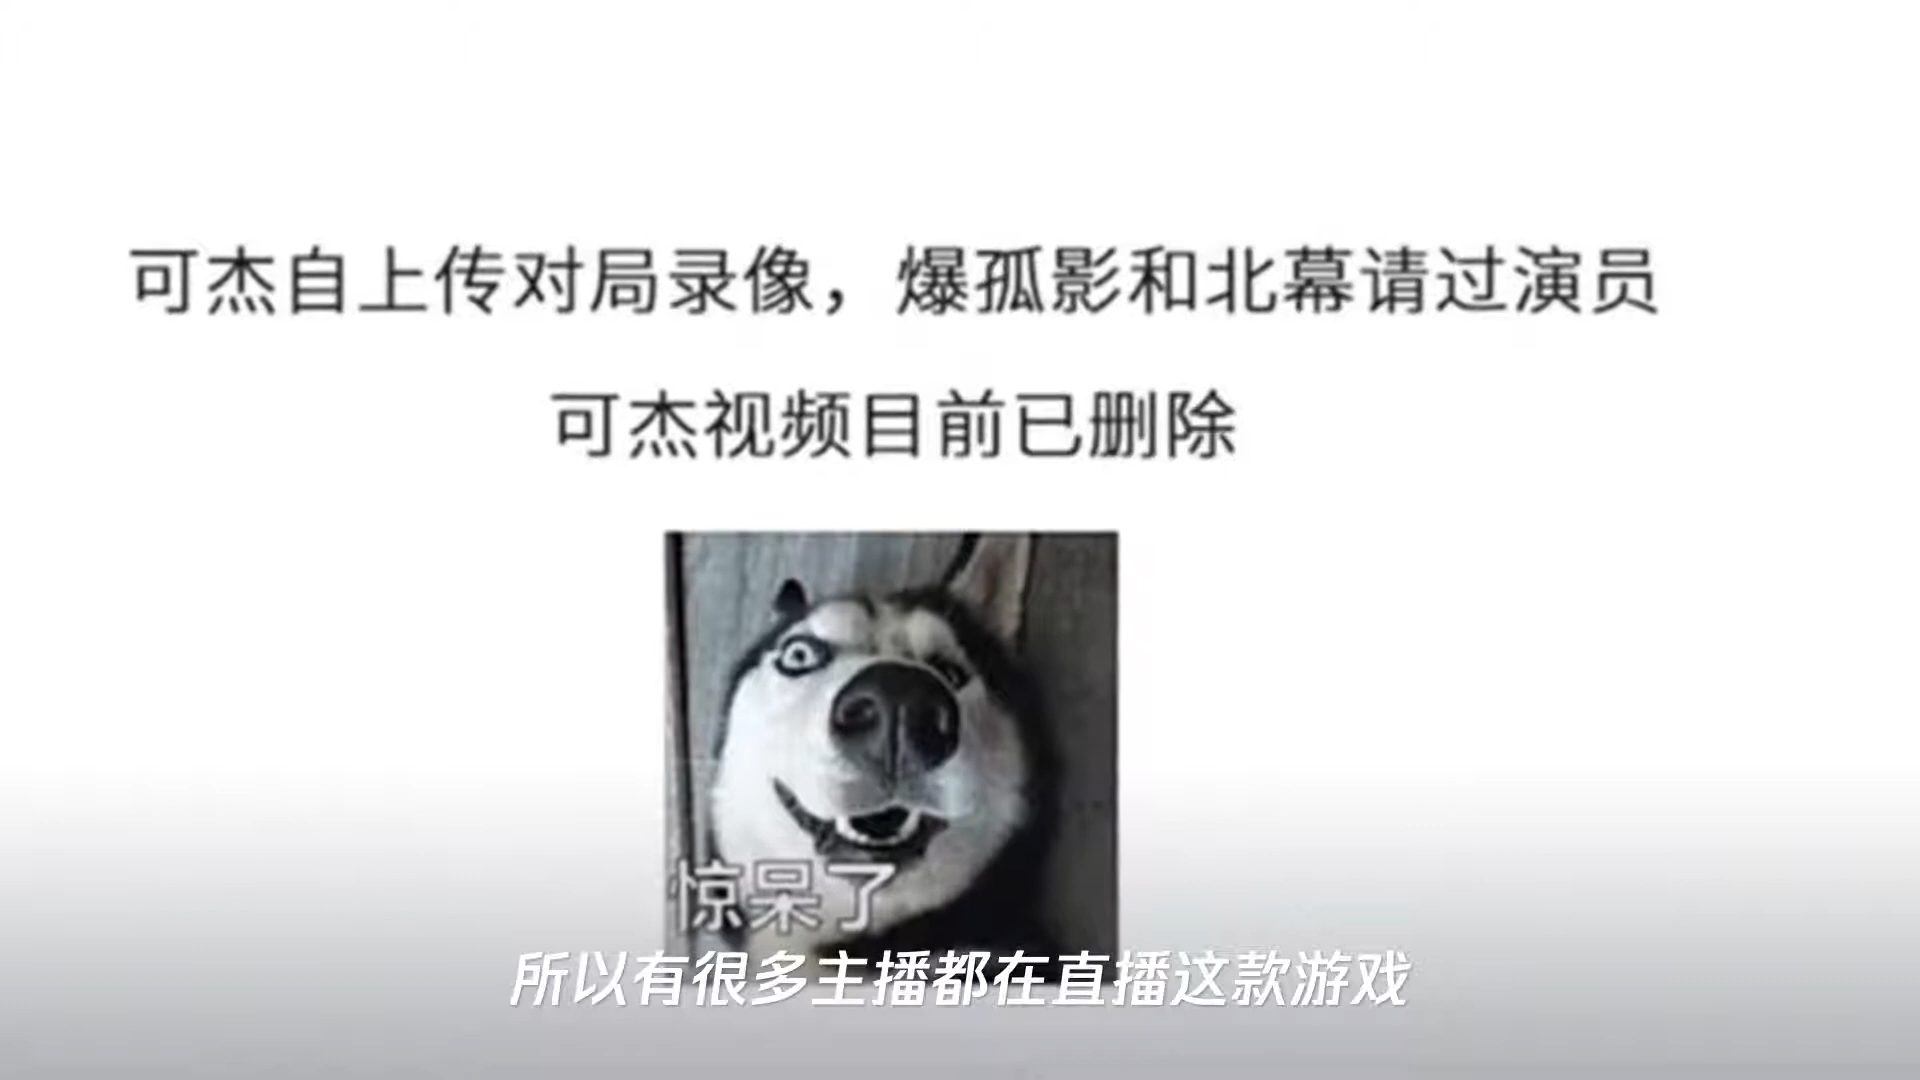 可杰自上传对局录像，爆孤影和北幕请过演员
可杰视频目前已删除
惊呆了
所以有很多主播都在直播这款游戏